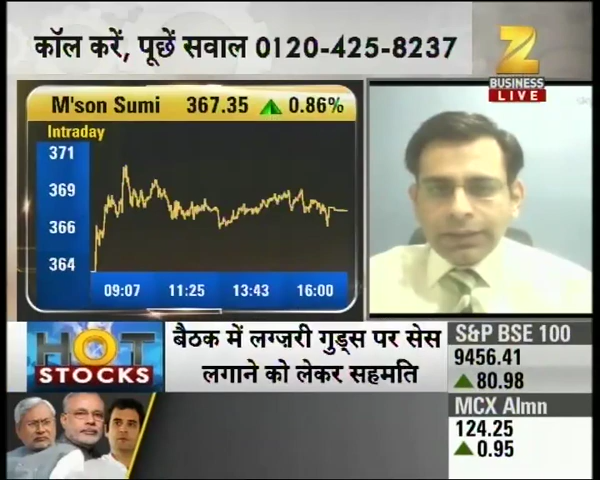 कॉल करें, पूछें सवाल 0120-425-8237
Z
BUSINESS
LIVE
M'son Sumi 367.35 0.86%
Intraday
371
369
366
364
09:07 11:25 13:43 16:00
HOT
STOCKS
बैठक में लग्जरी गुड्स पर सेस
लगाने को लेकर सहमति
S&P BSE 100
9456.41
80.98
MCX Almn
124.25
0.95